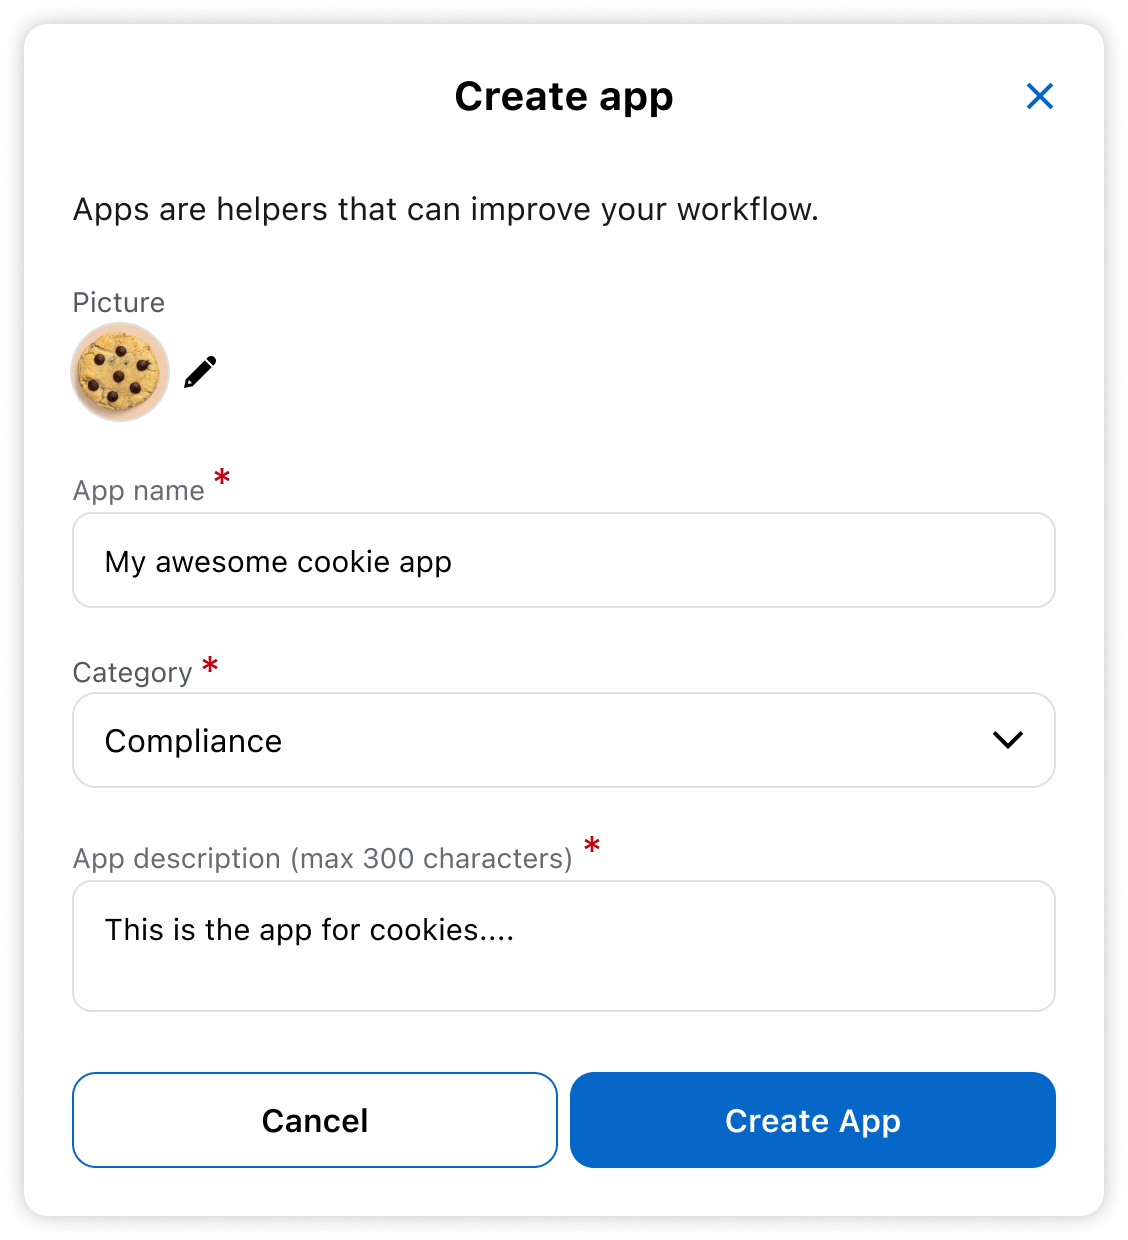 Create app
Apps are helpers that can improve your workflow.
Picture
App name *
My awesome cookie app
Category *
Compliance
App description (max 300 characters) *
This is the app for cookies....
Cancel
Create App